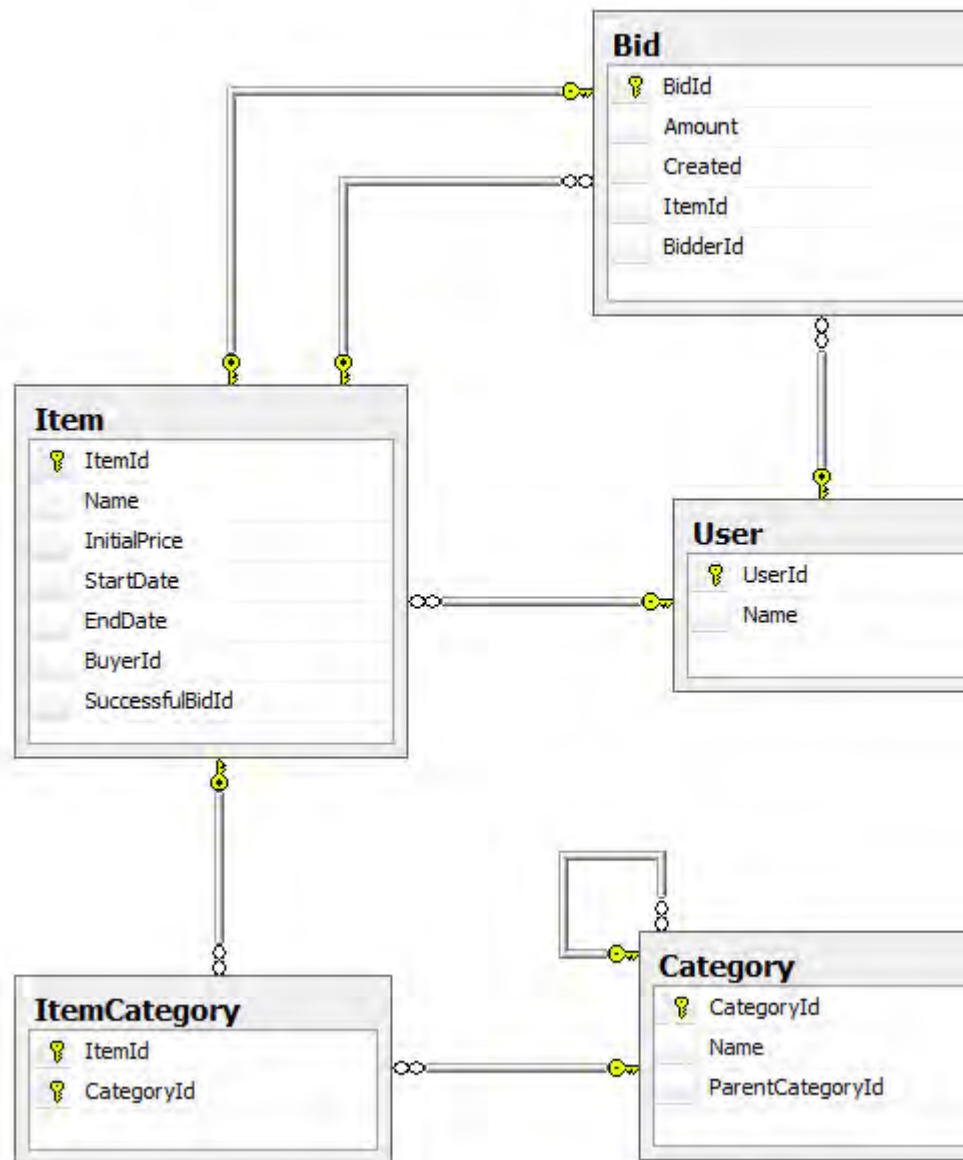 Bid
BidId
Amount
Created
ItemId
BidderId
Item
ItemId
Name
InitialPrice
StartDate
EndDate
BuyerId
SuccessfulBidId
User
UserId
Name
ItemCategory
ItemId
CategoryId
Category
CategoryId
Name
ParentCategoryId